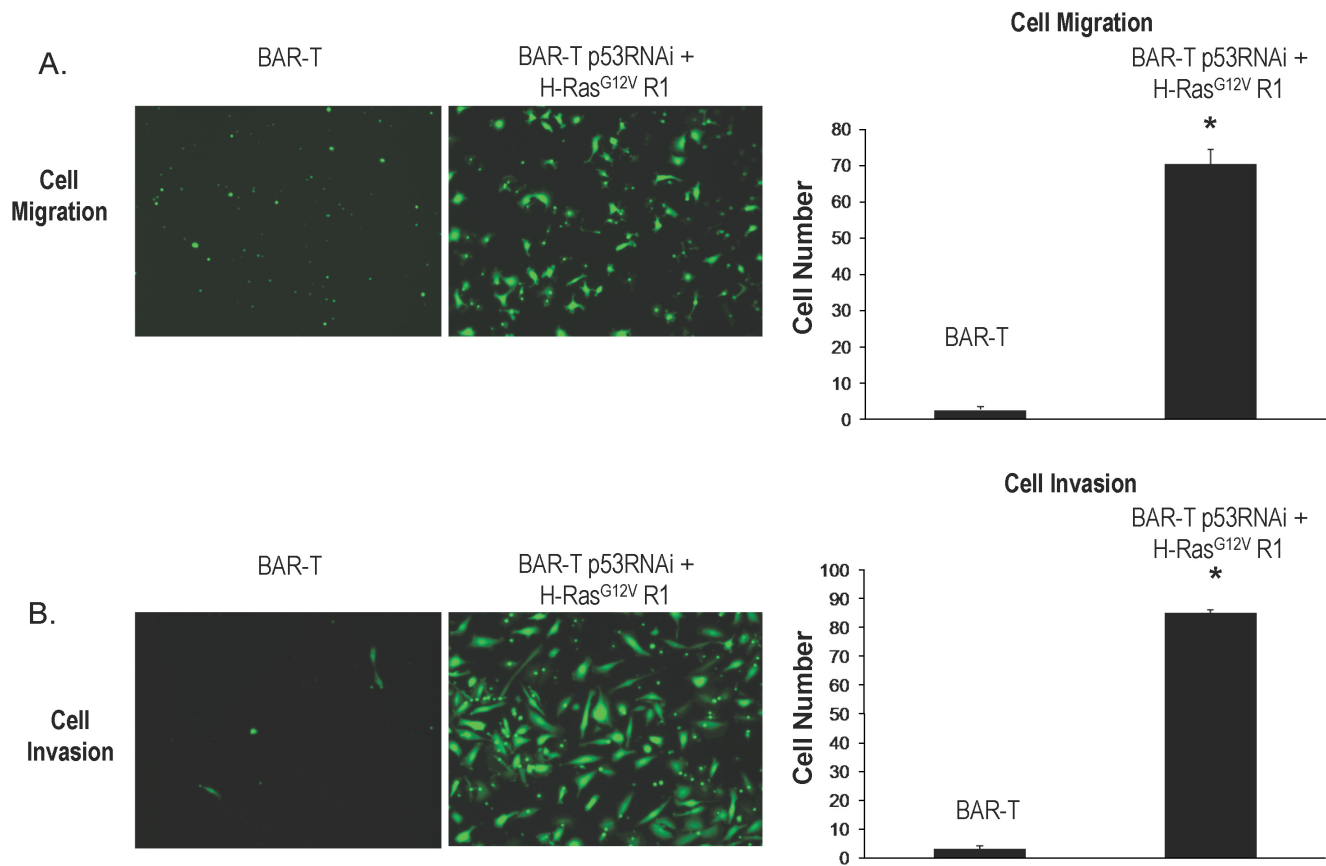 A.
BAR-T
BAR-T p53RNAi +
H-Ras^G12V R1
Cell
Migration
Cell Migration
BAR-T p53RNAi +
H-Ras^G12V R1
*
Cell Number
80
70
60
50
40
30
20
10
0
BAR-T
B.
BAR-T
BAR-T p53RNAi +
H-Ras^G12V R1
Cell
Invasion
Cell Invasion
BAR-T p53RNAi +
H-Ras^G12V R1
*
Cell Number
100
90
80
70
60
50
40
30
20
10
0
BAR-T